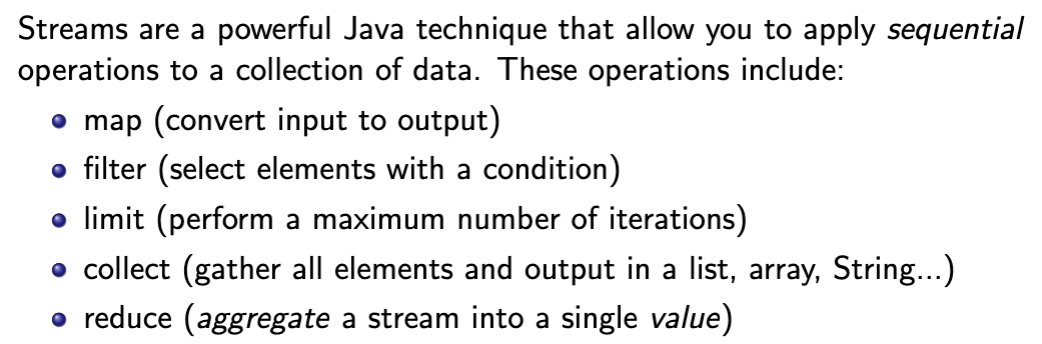 Streams are a powerful Java technique that allow you to apply sequential
operations to a collection of data. These operations include:
map (convert input to output)
filter (select elements with a condition)
limit (perform a maximum number of iterations)
collect (gather all elements and output in a list, array, String...)
reduce (aggregate a stream into a single value)